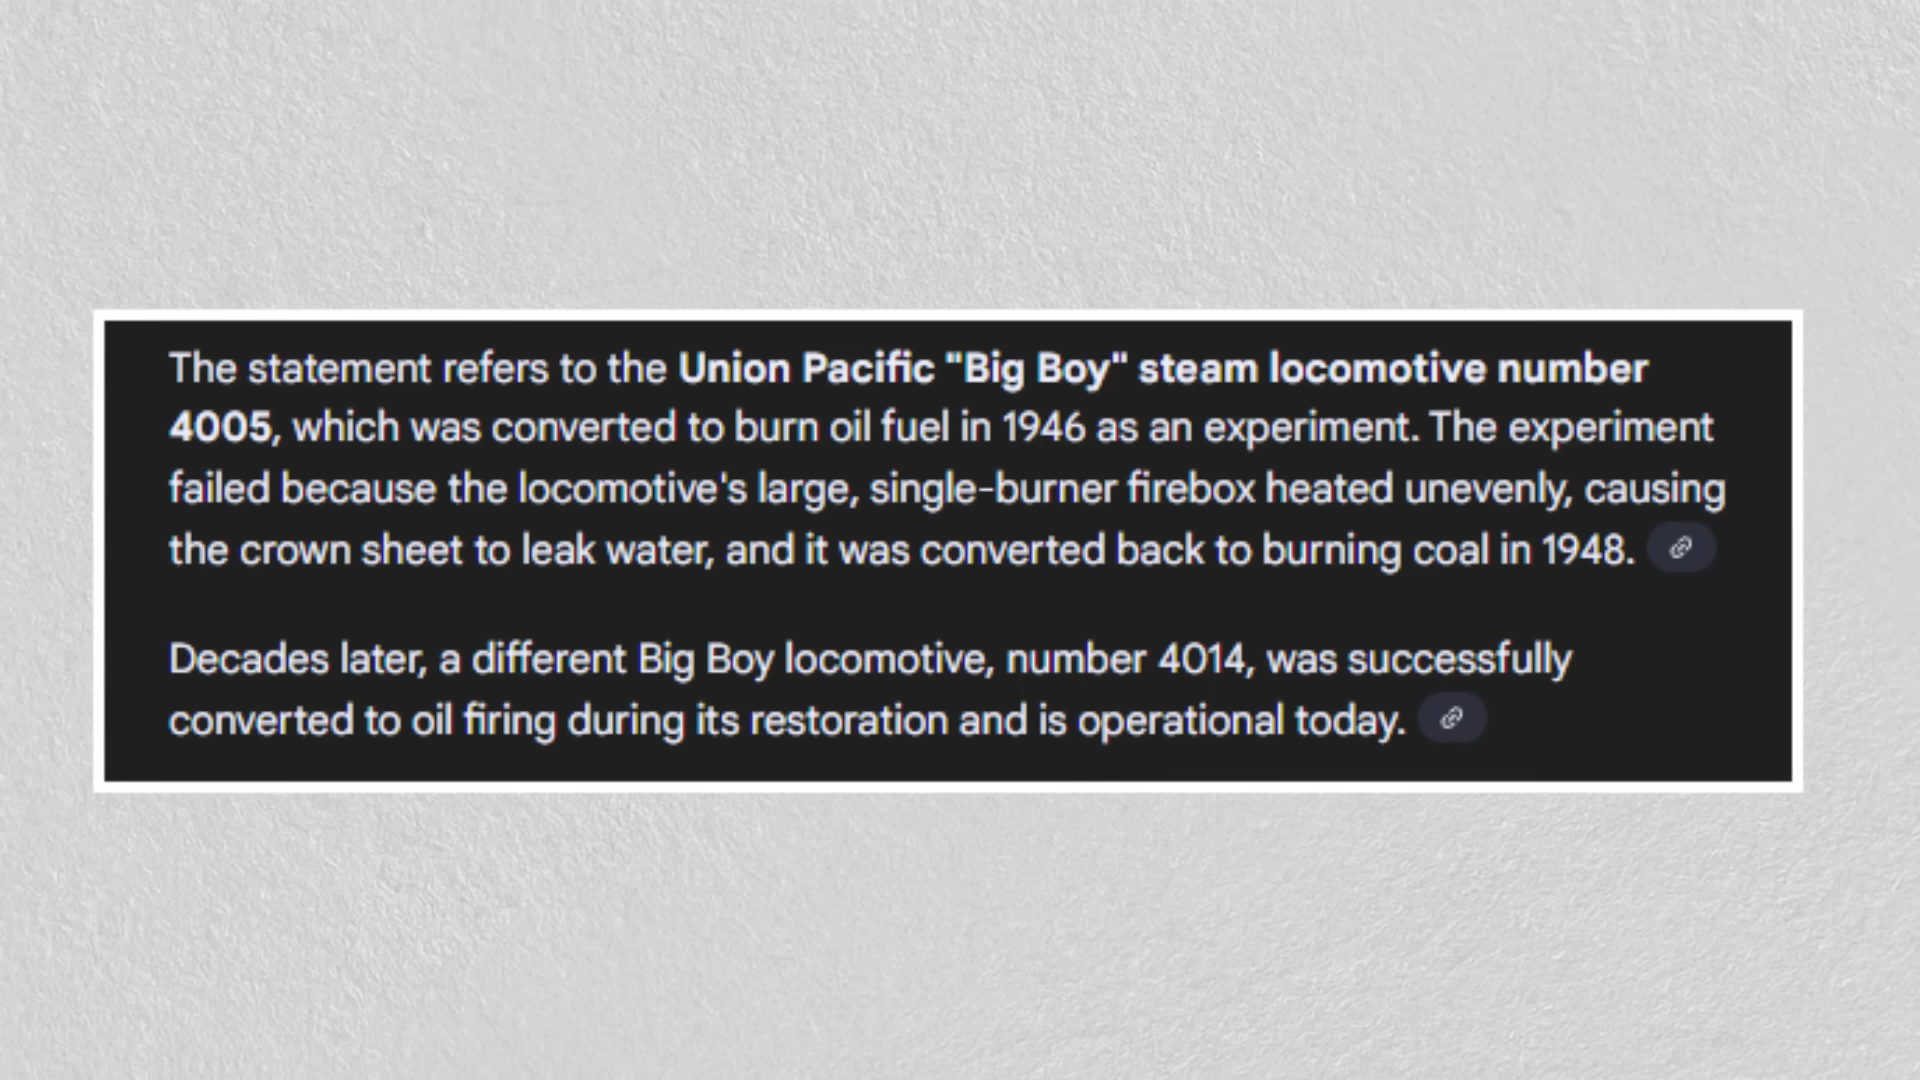 The statement refers to the Union Pacific "Big Boy" steam locomotive number
4005, which was converted to burn oil fuel in 1946 as an experiment. The experiment
failed because the locomotive's large, single-burner firebox heated unevenly, causing
the crown sheet to leak water, and it was converted back to burning coal in 1948.
Decades later, a different Big Boy locomotive, number 4014, was successfully
converted to oil firing during its restoration and is operational today.